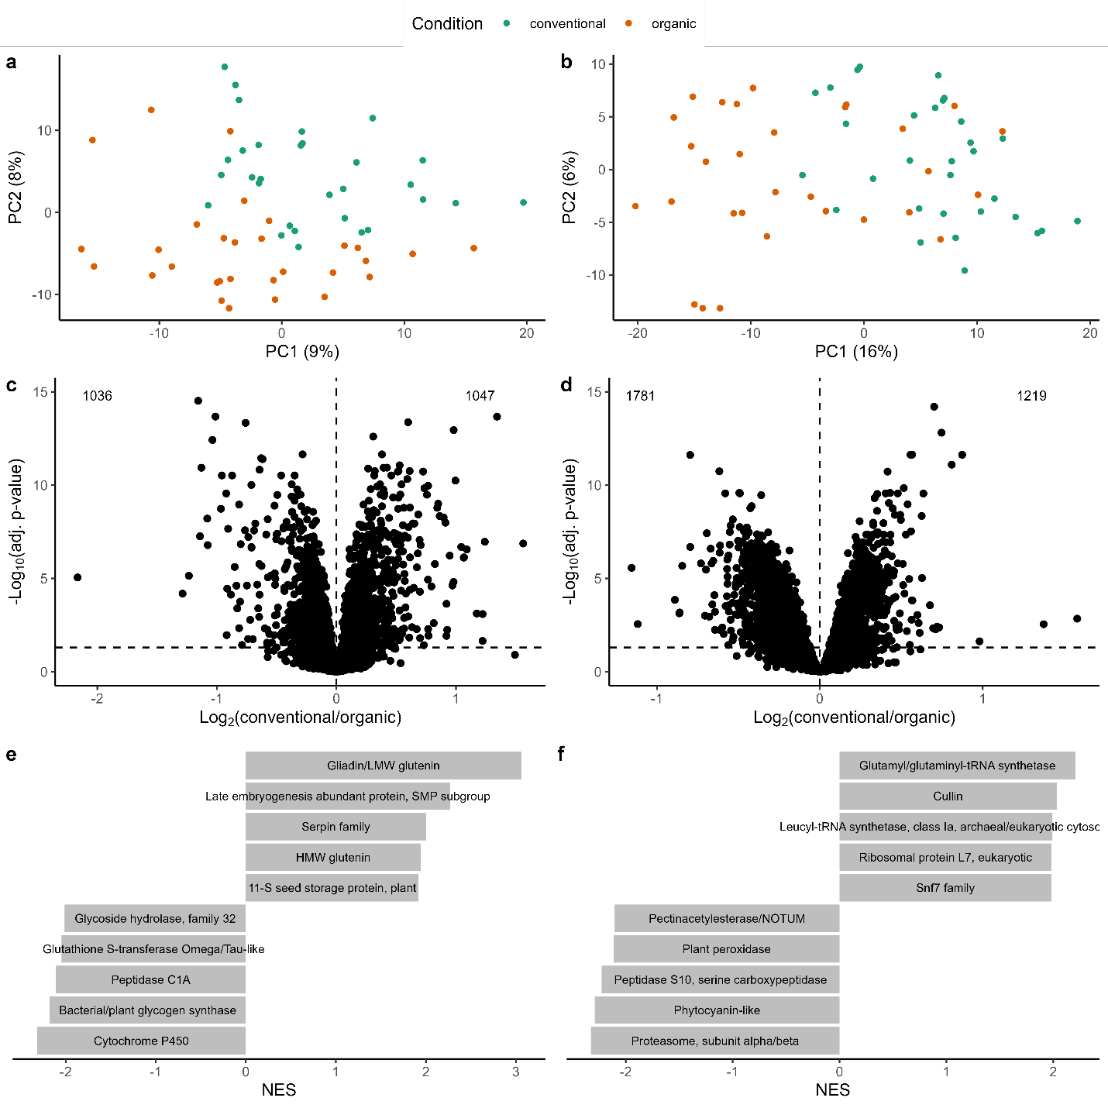 Condition conventional organic
a
10
0
-10
PC2 (8%)
-10 0 10 20
PC1 (9%)
b
10
5
0
-5
-10
PC2 (6%)
-20 -10 0 10 20
PC1 (16%)
c
1036 1047
15
10
5
0
-Log10(adj. p-value)
-2 -1 0 1
Log2(conventional/organic)
d
1781 1219
15
10
5
0
-Log10(adj. p-value)
-1 0 1
Log2(conventional/organic)
e
Gliadin/LMW glutenin
Late embryogenesis abundant protein, SMP subgroup
Serpin family
HMW glutenin
11-S seed storage protein, plant
Glycoside hydrolase, family 32
Glutathione S-transferase Omega/Tau-like
Peptidase C1A
Bacterial/plant glycogen synthase
Cytochrome P450
-2 -1 0 1 2 3
NES
f
Glutamyl/glutaminyl-tRNA synthetase
Cullin
Leucyl-tRNA synthetase, class Ia, archaeal/eukaryotic cytosc
Ribosomal protein L7, eukaryotic
Snf7 family
Pectinacetylesterase/NOTUM
Plant peroxidase
Peptidase S10, serine carboxypeptidase
Phytocyanin-like
Proteasome, subunit alpha/beta
-2 -1 0 1 2
NES